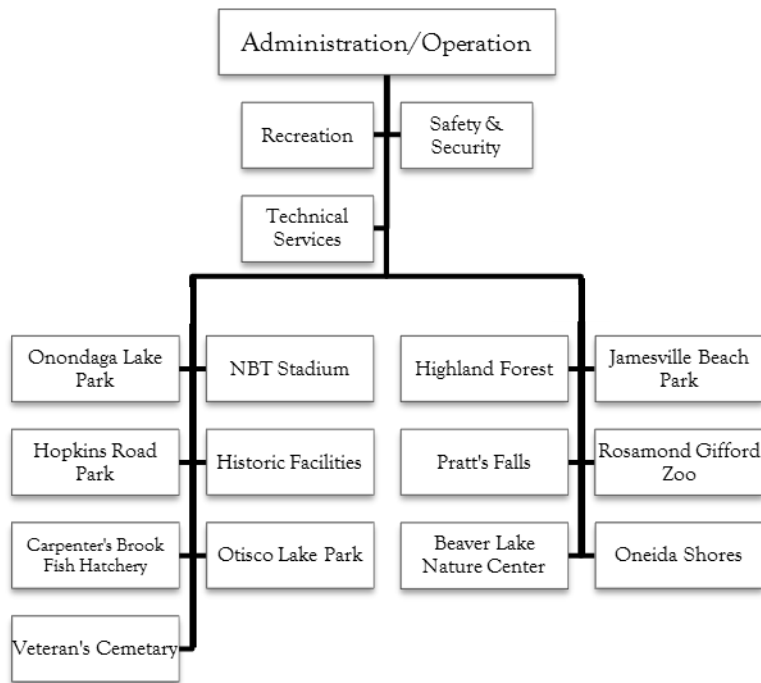 Administration/Operation
Recreation
Safety &
Security
Technical
Services
Onondaga Lake
Park
NBT Stadium
Highland Forest
Jamesville Beach
Park
Hopkins Road
Park
Historic Facilities
Pratt's Falls
Rosamond Gifford
Zoo
Carpenter's Brook
Fish Hatchery
Otisco Lake Park
Beaver Lake
Nature Center
Oneida Shores
Veteran's Cemetary